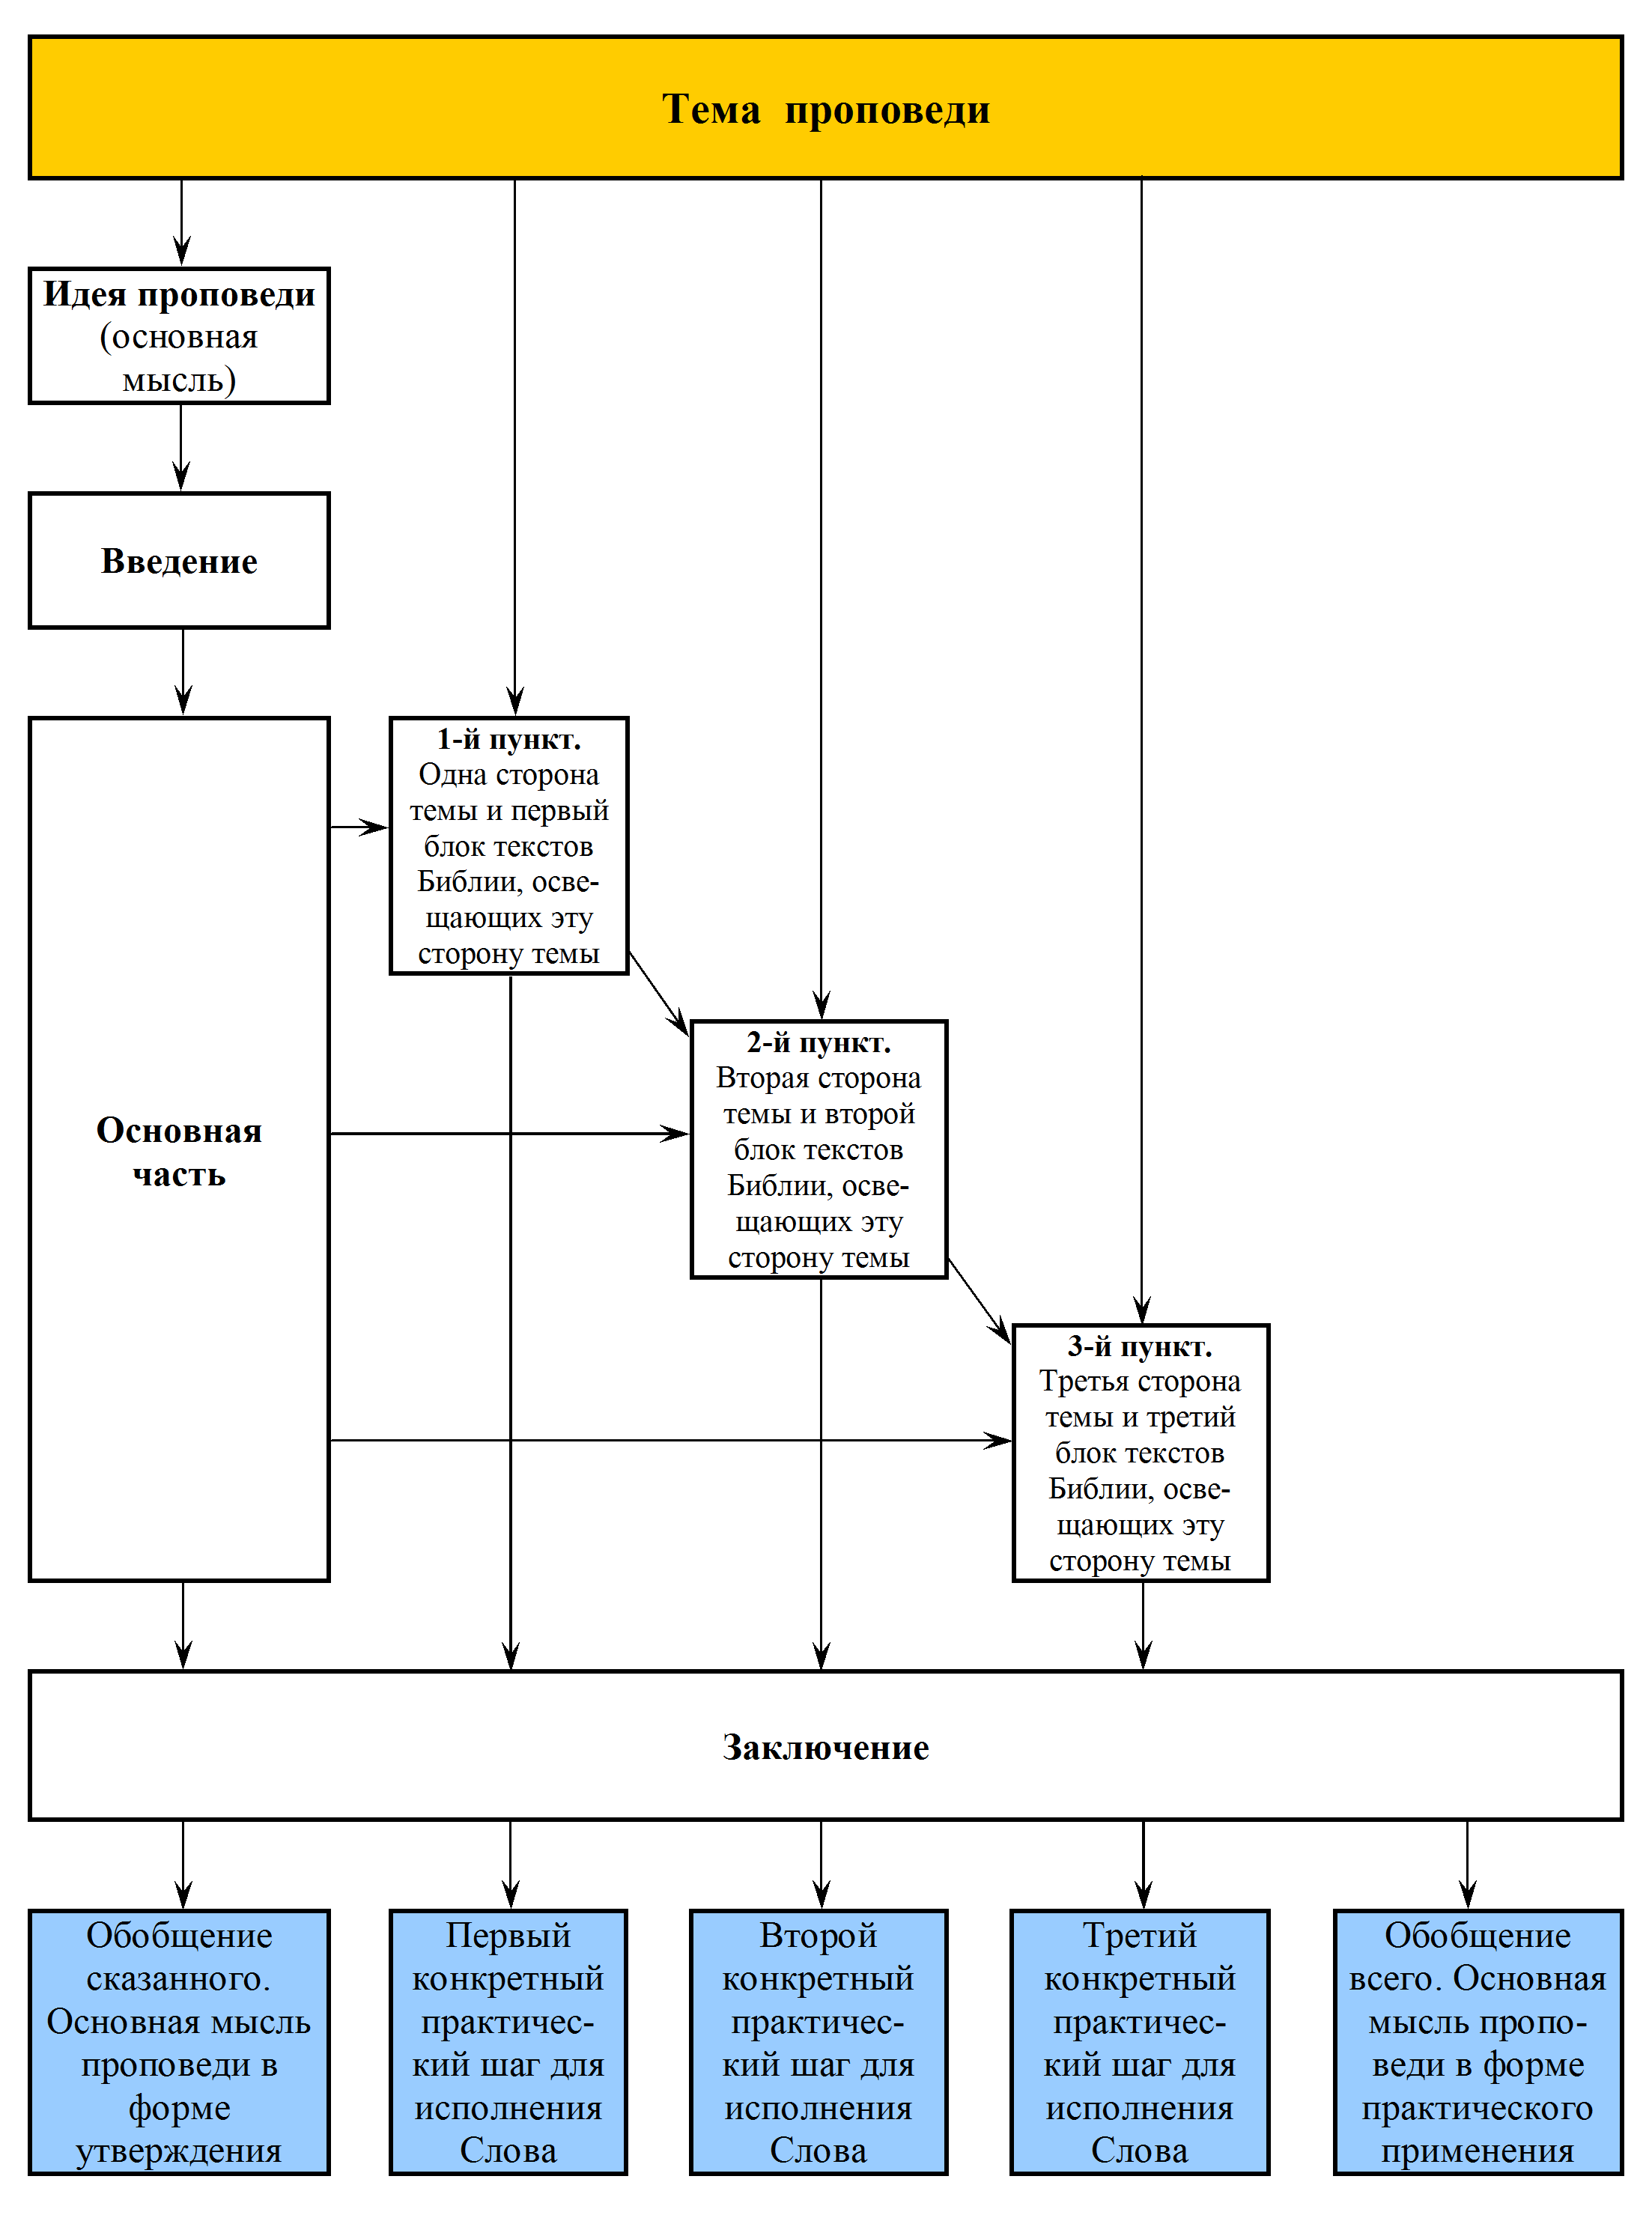 Тема проповеди
Идея проповеди
(основная
мысль)
Введение
Основная
часть
1-й пункт.
Одна сторона
темы и первый
блок текстов
Библии, осве-
щающих эту
сторону темы
2-й пункт.
Вторая сторона
темы и второй
блок текстов
Библии, осве-
щающих эту
сторону темы
3-й пункт.
Третья сторона
темы и третий
блок текстов
Библии, осве-
щающих эту
сторону темы
Заключение
Обобщение
сказанного.
Основная мысль
проповеди в
форме
утверждения
Первый
конкретный
практичес-
кий шаг для
исполнения
Слова
Второй
конкретный
практичес-
кий шаг для
исполнения
Слова
Третий
конкретный
практичес-
кий шаг для
исполнения
Слова
Обобщение
всего. Основная
мысль пропо-
веди в форме
практического
применения